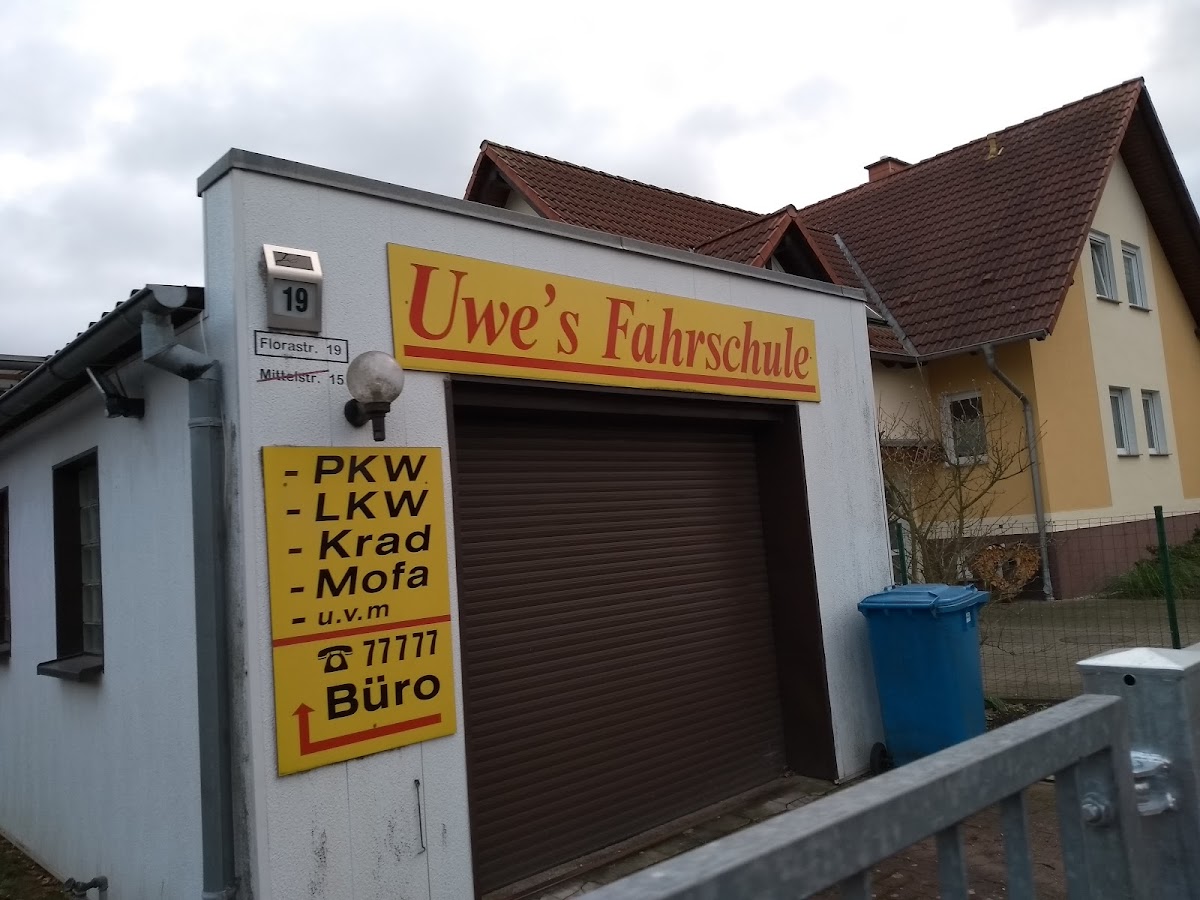 Uwe's Fahrschule
19
Florastr. 19
Mittelstr. 15
- PKW
- LKW
- Krad
- Mofa
- u.v.m
☎ 77777
Büro